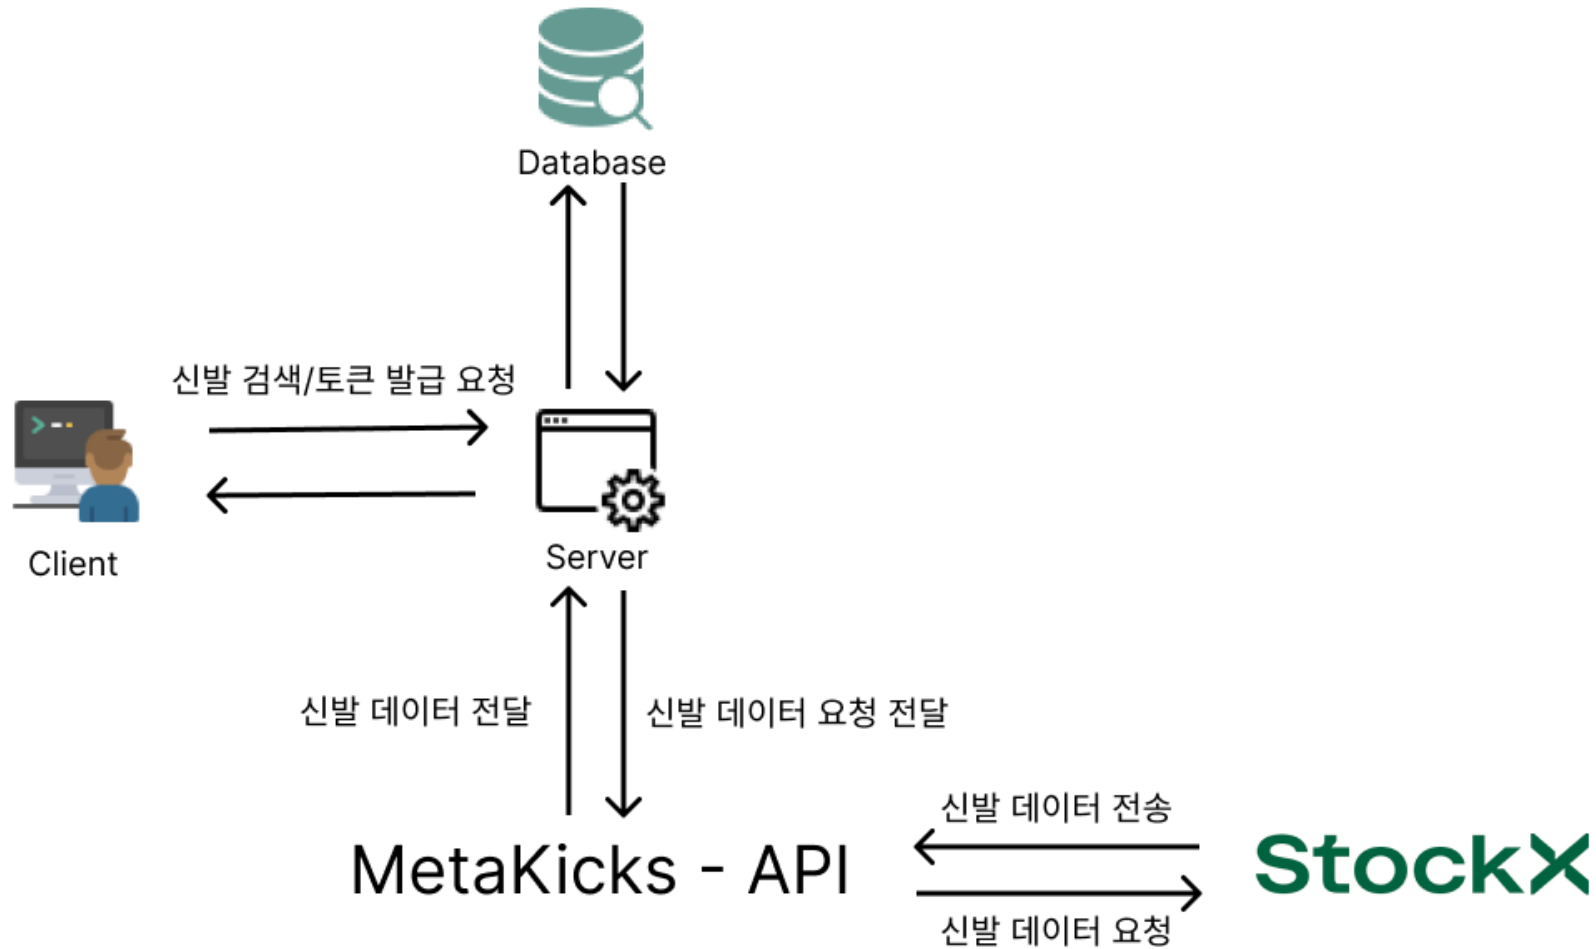 Database
신발 검색/토큰 발급 요청
Client
Server
신발 데이터 전달
신발 데이터 요청 전달
신발 데이터 전송
MetaKicks - API
StockX
신발 데이터 요청